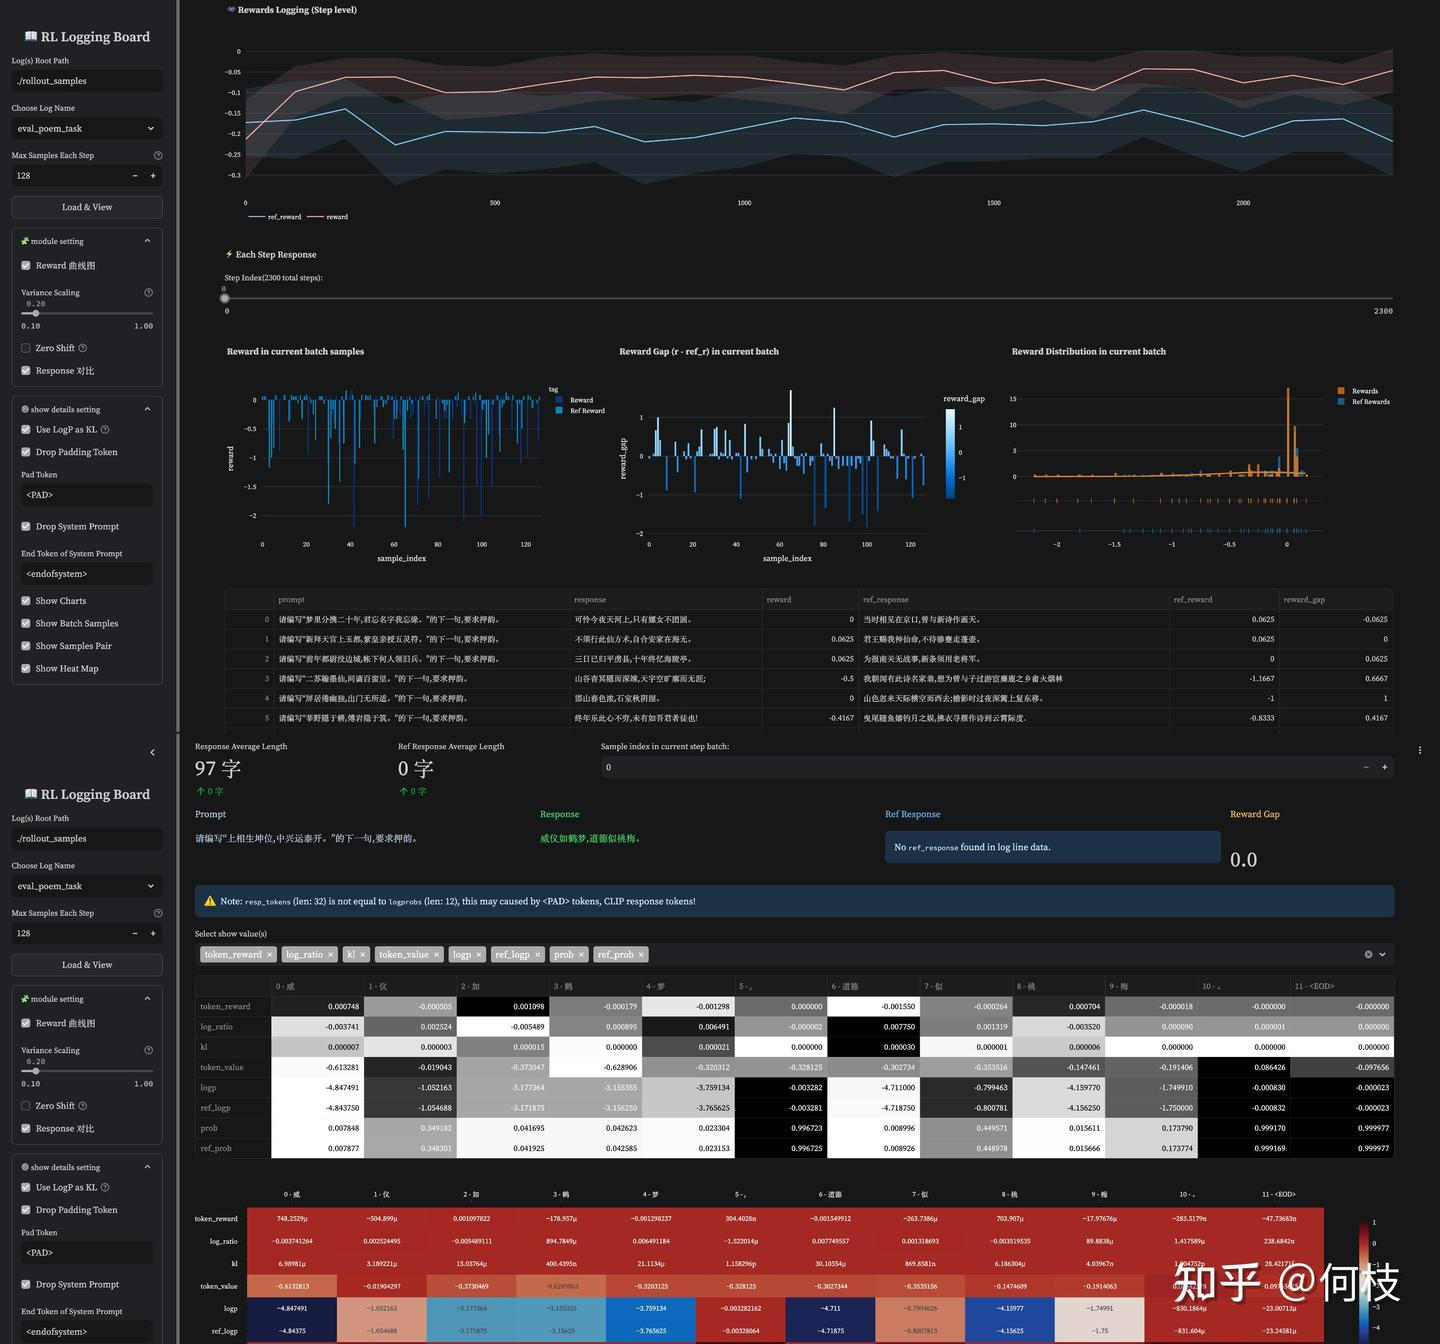 📖 RL Logging Board
Log(s) Root Path
./rollout_samples
Choose Log Name
eval_poem_task
Max Samples Each Step
128
Load & View
module setting
Reward 曲线图
Variance Scaling
0.20
0.10 1.00
Zero Shift
Response 对比
show details setting
Use LogP as KL
Drop Padding Token
Pad Token
<PAD>
Drop System Prompt
End Token of System Prompt
<endofsystem>
Show Charts
Show Batch Samples
Show Samples Pair
Show Heat Map
Rewards Logging (Step level)
0
−0.05
−0.1
−0.15
−0.2
−0.25
−0.3
0 500 1000 1500 2000
ref_reward reward
⚡ Each Step Response
Step Index(2300 total steps):
0
0 2300
Reward in current batch samples
reward
0
−0.5
−1
−1.5
−2
0 20 40 60 80 100 120
sample_index
tag
Reward
Ref Reward
Reward Gap (r - ref_r) in current batch
reward_gap
1
0
−1
−2
0 20 40 60 80 100 120
sample_index
reward_gap
1
0
−1
Reward Distribution in current batch
15
10
5
0
−2 −1.5 −1 −0.5 0
Rewards
Ref Rewards
prompt response reward ref_response ref_reward reward_gap
0 请编写“梦里分携二十年,君忘名字我忘缘。”的下一句,要求押韵。 可怜今夜天河上,只有孀女不团圆。 0 当时相见在京口,曾与新诗作画天。 0.0625 -0.0625
1 请编写“新拜天官上玉都,紫皇亲授五灵符。”的下一句,要求押韵。 不须行此仙方术,自合安家在海无。 0.0625 君王赐我神仙命,不待骖鸾走蓬壶。 0.0625 0
2 请编写“前年都尉没边城,帐下何人领旧兵。”的下一句,要求押韵。 三日已归平虏县,十年终忆海陵亭。 0.0625 为报南关无战事,新条须用老将军。 0 0.0625
3 请编写“二苏翰墨仙,同谪百蛮里。”的下一句,要求押韵。 山谷杳冥隱而深竦,天宇空旷廓而无涯; -0.5 -1.1667 0.6667
4 请编写“屏居倦幽独,出门无所适。”的下一句,要求押韵。 邯山春色浓,石室秋阴湿。 0 山色忽来天际横空而西去;檐影时过夜深篱上复东移。 -1 1
5 请编写“莘野隱于耕,傅岩隐于筑。”的下一句,要求押韵。 终年乐此心不穷,未有如吾君者徒也! -0.4167 曳尾随鱼嬉钓月之娱,拂衣寻雁作诗到云霄际度. -0.8333 0.4167
📖 RL Logging Board
Log(s) Root Path
./rollout_samples
Choose Log Name
eval_poem_task
Max Samples Each Step
128
Load & View
module setting
Reward 曲线图
Variance Scaling
0.20
0.10 1.00
Zero Shift
Response 对比
show details setting
Use LogP as KL
Drop Padding Token
Pad Token
<PAD>
Drop System Prompt
End Token of System Prompt
<endofsystem>
Response Average Length
97 字
↑ 0 字
Ref Response Average Length
0 字
↑ 0 字
Sample index in current step batch:
0
Prompt
请编写“上相生坤位,中兴运泰开。”的下一句,要求押韵。
Response
威仪如鹤梦,道德似桃梅。
Ref Response
No ref_response found in log line data.
Reward Gap
0.0
⚠️ Note: resp_tokens (len: 32) is not equal to logprobs (len: 12), this may caused by <PAD> tokens, CLIP response tokens!
Select show value(s)
token_reward × log_ratio × kl × token_value × logp × ref_logp × prob × ref_prob ×
0 - 威 1 - 仪 2 - 如 3 - 鹤 4 - 梦 5 - , 6 - 道德 7 - 似 8 - 桃 9 - 梅 10 - 。 11 - <EOD>
token_reward 0.000748 -0.000505 0.001098 -0.000179 -0.001298 0.000000 -0.001550 -0.000264 0.000704 -0.000018 -0.000000 -0.000000
log_ratio -0.003741 0.002524 -0.005489 0.000895 0.006491 -0.000002 0.007750 0.001319 -0.003520 0.000090 0.000001 0.000000
kl 0.000007 0.000003 0.000015 0.000000 0.000021 0.000000 0.000030 0.000001 0.000006 0.000000 0.000000 0.000000
token_value -0.613281 -0.019043 -0.373047 -0.628906 -0.320312 -0.328125 -0.302734 -0.353516 -0.147461 -0.191406 0.086426 -0.097656
logp -4.847491 -1.052163 -3.177364 -3.155355 -3.759134 -0.003282 -4.711000 -0.799463 -4.159770 -1.749910 -0.000830 -0.000023
ref_logp -4.843750 -1.054688 -3.171875 -3.156250 -3.765625 -0.003281 -4.718750 -0.800781 -4.156250 -1.750000 -0.000832 -0.000023
prob 0.007848 0.349182 0.041695 0.042623 0.023304 0.996723 0.008996 0.449571 0.015611 0.173790 0.999170 0.999977
ref_prob 0.007877 0.348301 0.041925 0.042585 0.023153 0.996725 0.008926 0.448978 0.015666 0.173774 0.999169 0.999977
0 - 威 1 - 仪 2 - 如 3 - 鹤 4 - 梦 5 - , 6 - 道德 7 - 似 8 - 桃 9 - 梅 10 - 。 11 - <EOD>
token_reward 748.2529μ −504.899μ 0.001097822 −178.957μ −0.001298237 304.4028n −0.001549912 −263.7386μ 703.907μ −17.97676μ −283.5179n −47.73683n
log_ratio −0.003741264 0.002524495 −0.005489111 894.7849μ 0.006491184 −1.522014μ 0.007749557 0.001318693 −0.003519535 89.8838μ 1.417589μ 238.6842n
kl 6.98981μ 3.189221μ 15.03764μ 400.4395n 21.1134μ 1.158296p 30.10554μ 869.8581n 6.186304μ 4.03967n
token_value −0.6132813 −0.01904297 −0.3730469 −0.6289063 −0.3203125 −0.328125 −0.3027344 −0.3535156 −0.1474609 −0.1914063
logp −4.847491 −1.052163 −3.177364 −3.155355 −3.759134 −0.003282162 −4.711 −0.7994626 −4.15977 −1.74991 −830.1864μ −23.00713μ
ref_logp −4.84375 −1.054688 −3.171875 −3.15625 −3.765625 −0.00328064 −4.71875 −0.8007813 −4.15625 −1.75 −831.604μ −23.24581μ
1
0
−3
−4
知乎 @何枝